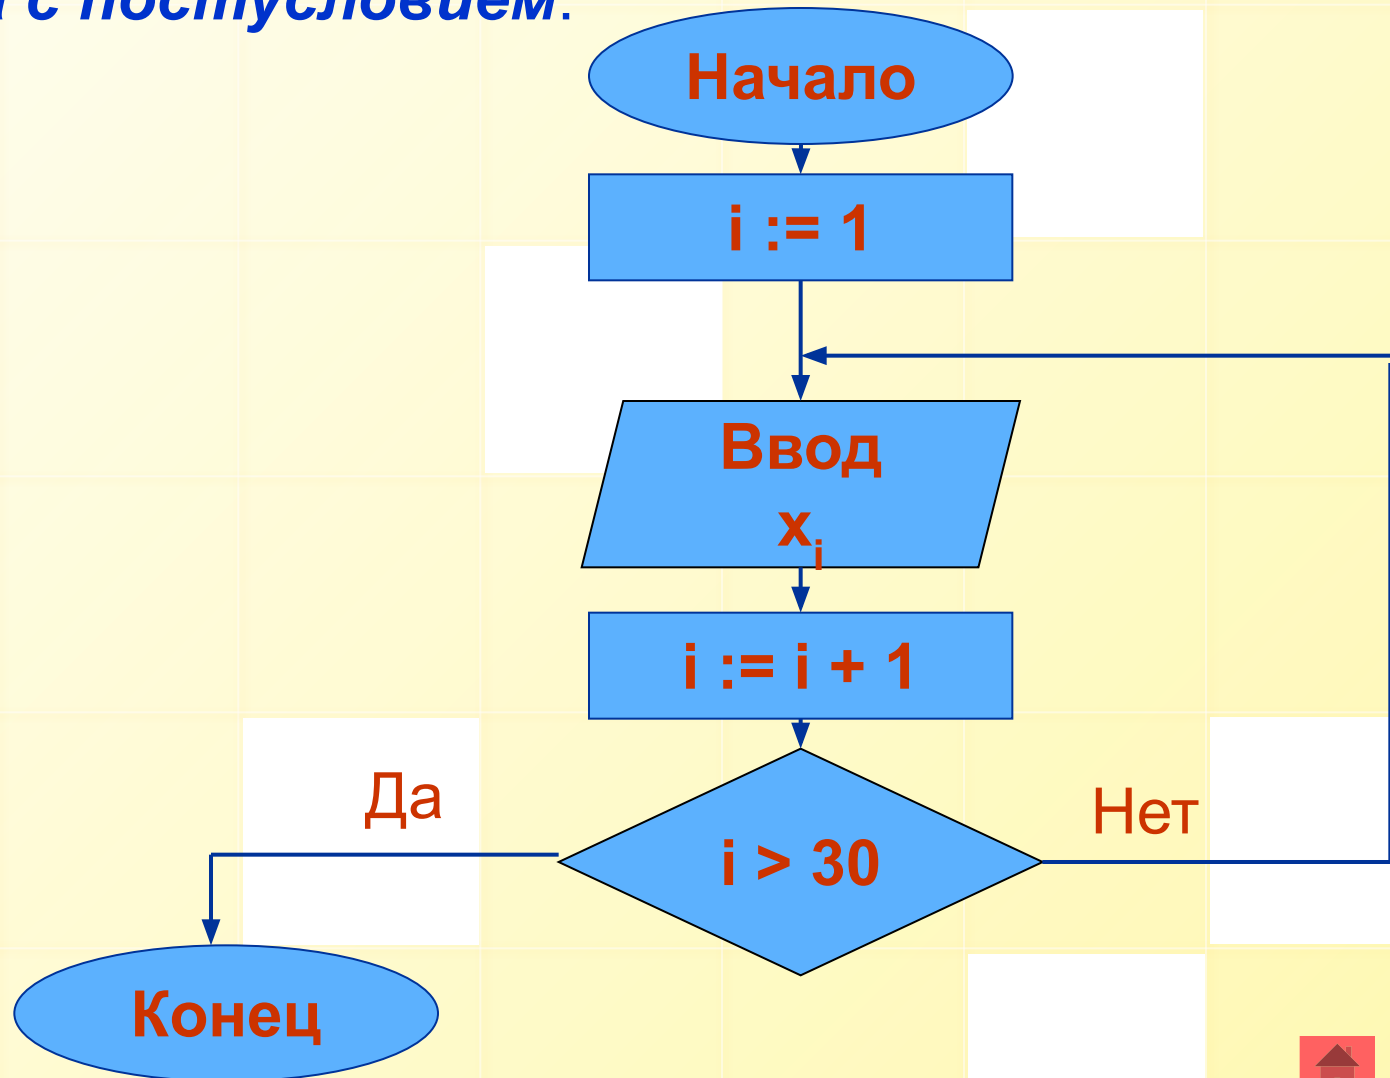 с постусловием.
Начало
i := 1
Ввод
xi
i := i + 1
Да
Нет
i > 30
Конец